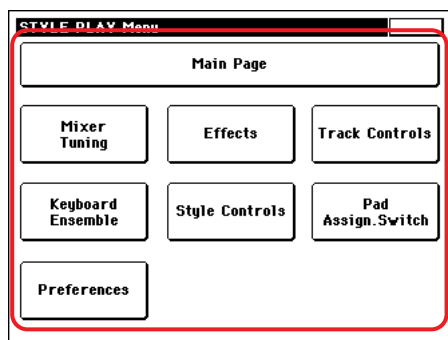 STYLE PLAY Menu
Main Page
Mixer
Tuning
Effects
Track Controls
Keyboard
Ensemble
Style Controls
Pad
Assign.Switch
Preferences